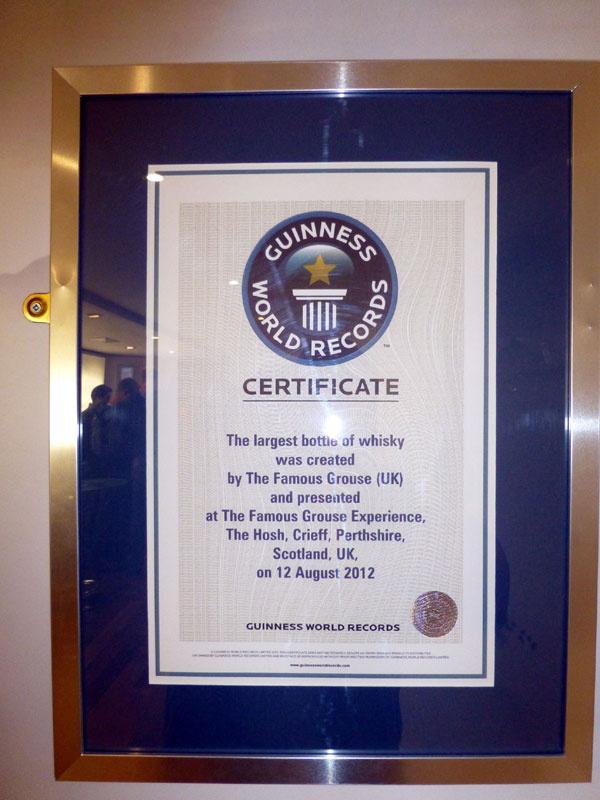 GUINNESS
WORLD RECORDS
™
CERTIFICATE
The largest bottle of whisky
was created
by The Famous Grouse (UK)
and presented
at The Famous Grouse Experience,
The Hosh, Crieff, Perthshire,
Scotland, UK,
on 12 August 2012
GUINNESS WORLD RECORDS
www.guinnessworldrecords.com